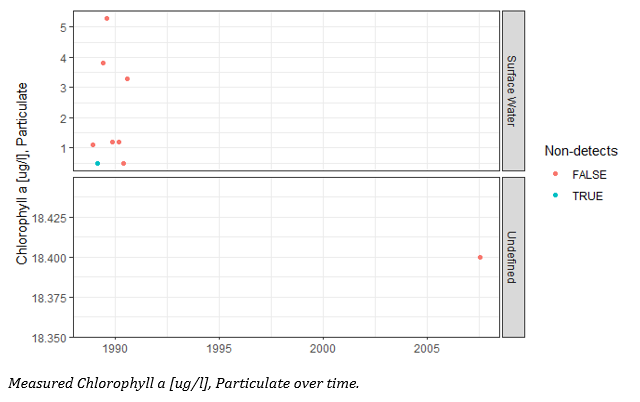 Chlorophyll a [ug/l], Particulate
5
4
3
2
1
Surface Water
18.425
18.400
18.375
18.350
Undefined
1990
1995
2000
2005
Non-detects
FALSE
TRUE
Measured Chlorophyll a [ug/l], Particulate over time.